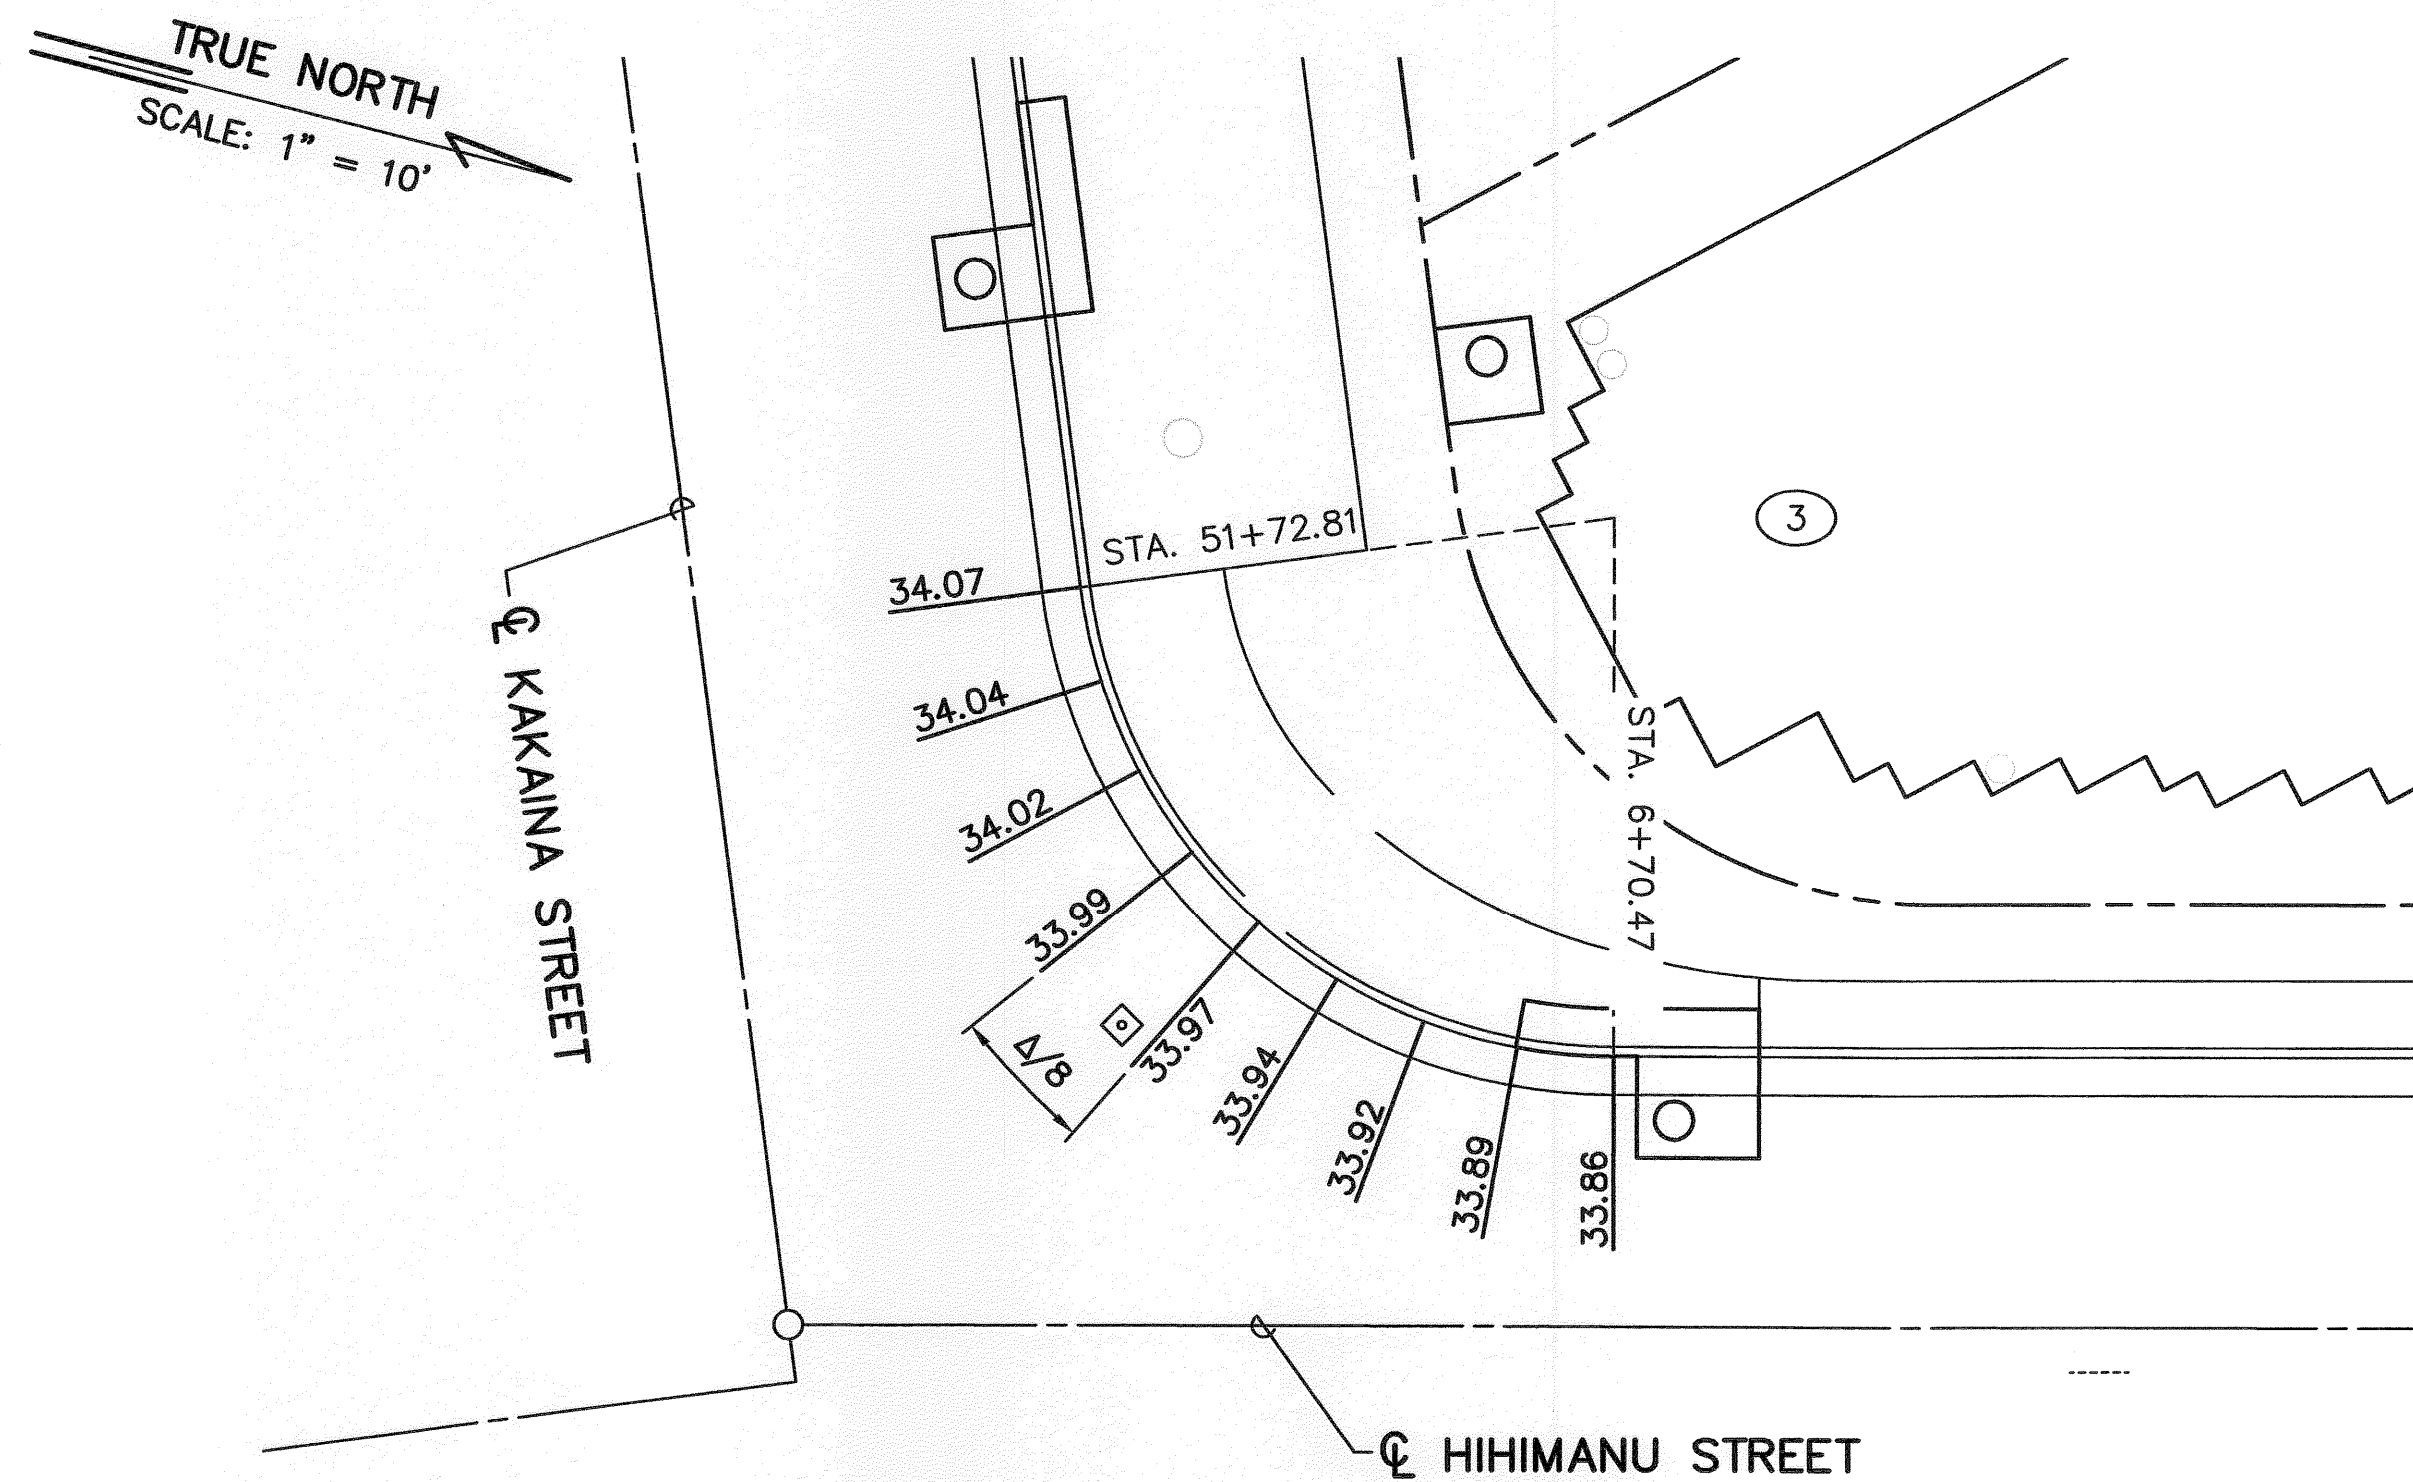 TRUE NORTH
SCALE: 1” = 10’
STA. 51+72.81
3
34.07
℄ KAKAINA STREET
34.04
STA. 6+70.47
34.02
33.99
Δ/8
33.97
33.94
33.92
33.89
33.86
℄ HIHIMANU STREET